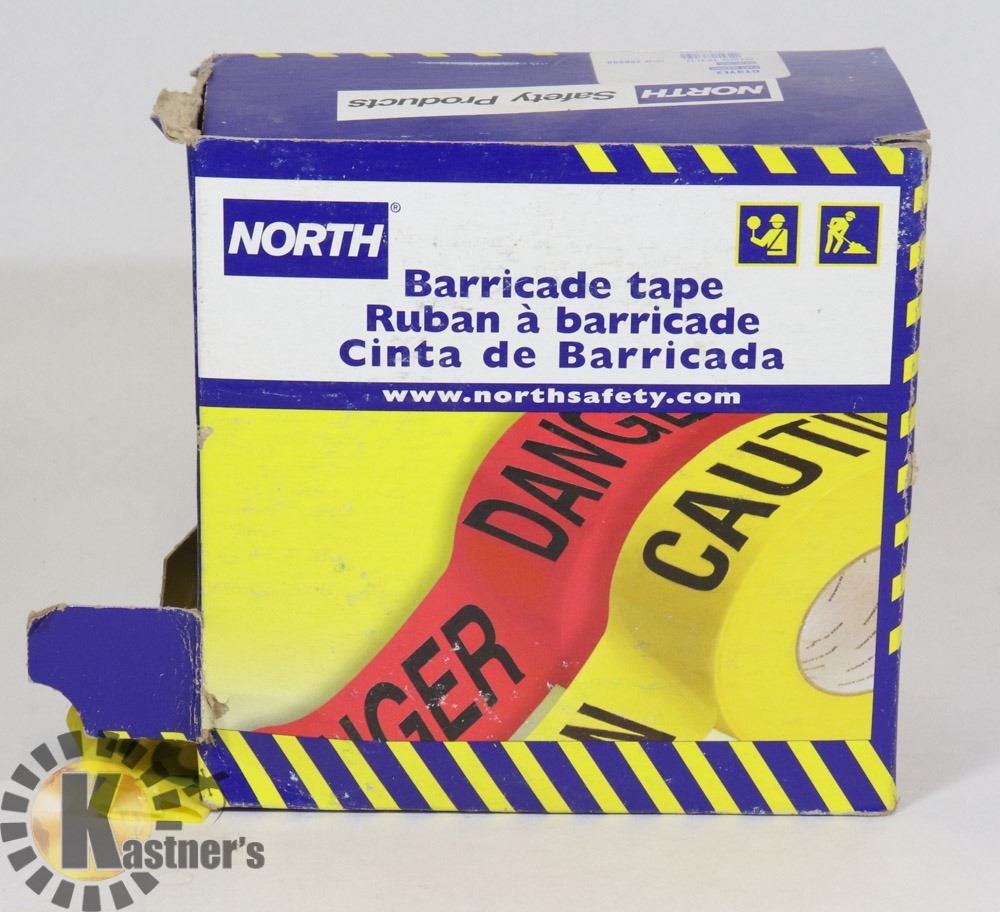 NORTH Safety Products
NORTH®
Barricade tape
Ruban à barricade
Cinta de Barricada
www.northsafety.com
DANGE
CAUTI
NGER
N
Kastner's